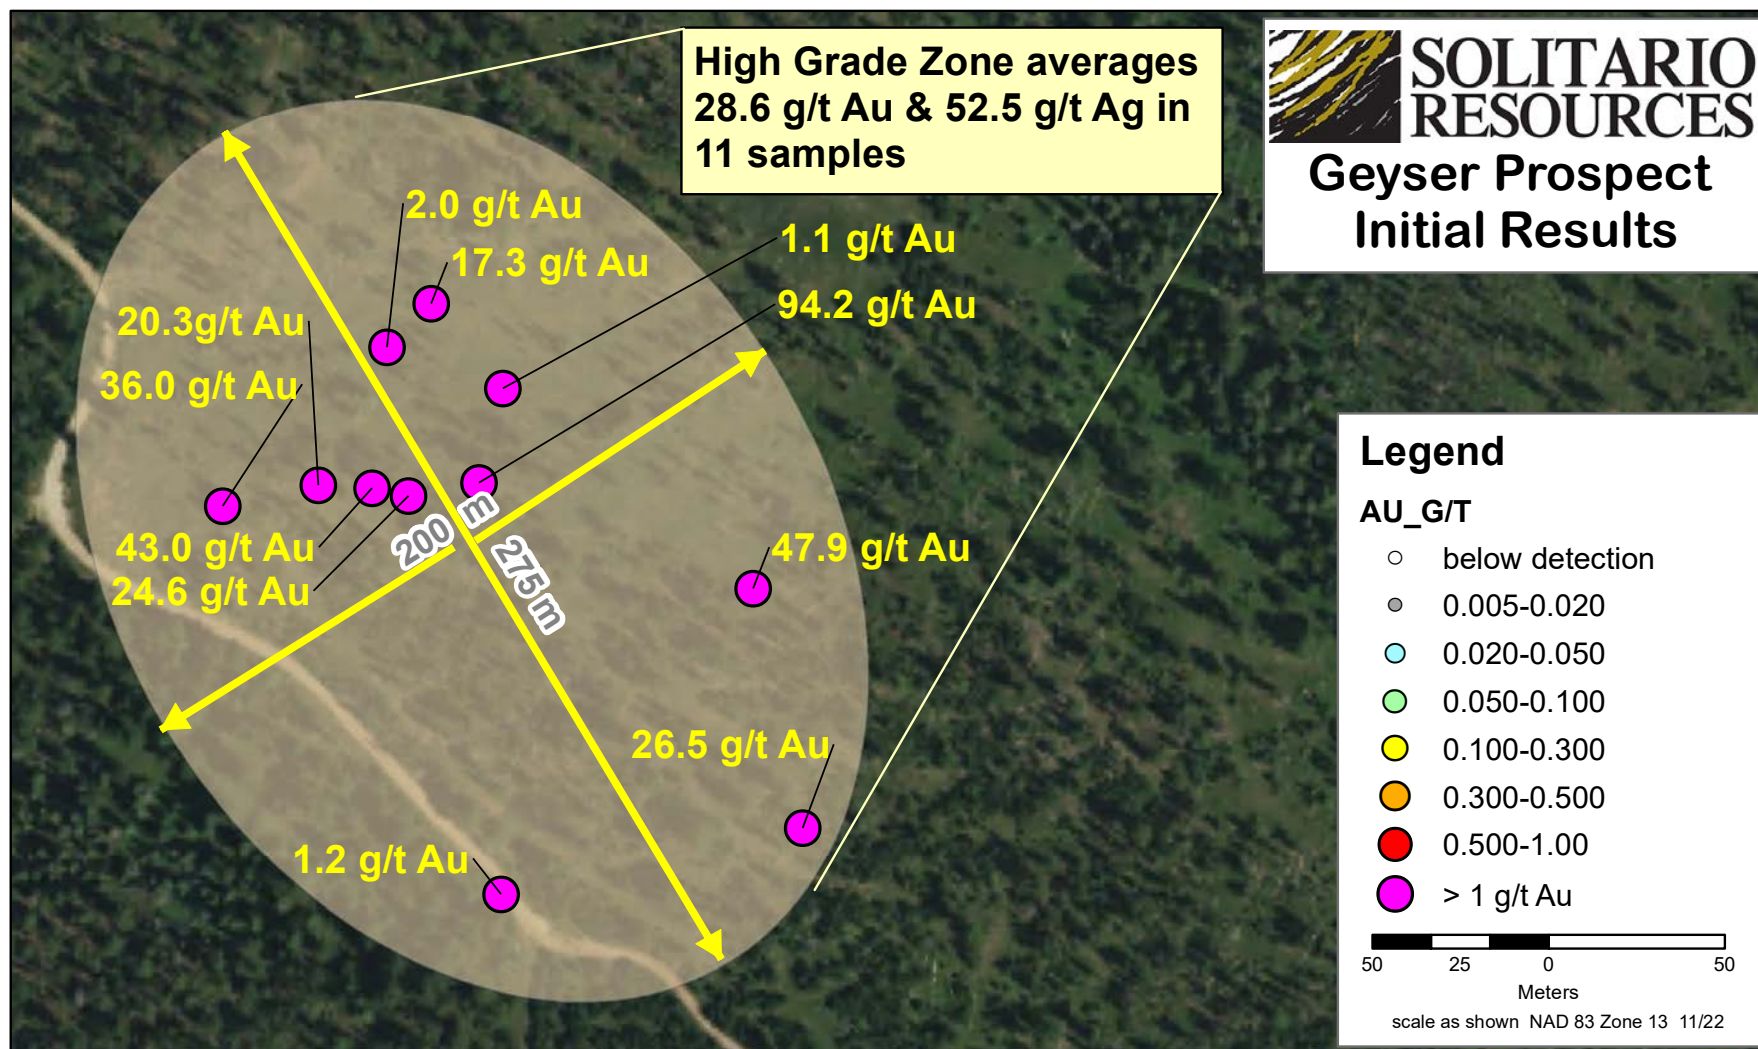 High Grade Zone averages
28.6 g/t Au & 52.5 g/t Ag in
11 samples
SOLITARIO
RESOURCES
Geyser Prospect
Initial Results
2.0 g/t Au
17.3 g/t Au
1.1 g/t Au
94.2 g/t Au
20.3g/t Au
36.0 g/t Au
43.0 g/t Au
24.6 g/t Au
200 m
275 m
47.9 g/t Au
26.5 g/t Au
1.2 g/t Au
Legend
AU_G/T
below detection
0.005-0.020
0.020-0.050
0.050-0.100
0.100-0.300
0.300-0.500
0.500-1.00
> 1 g/t Au
50 25 0 50
Meters
scale as shown NAD 83 Zone 13 11/22